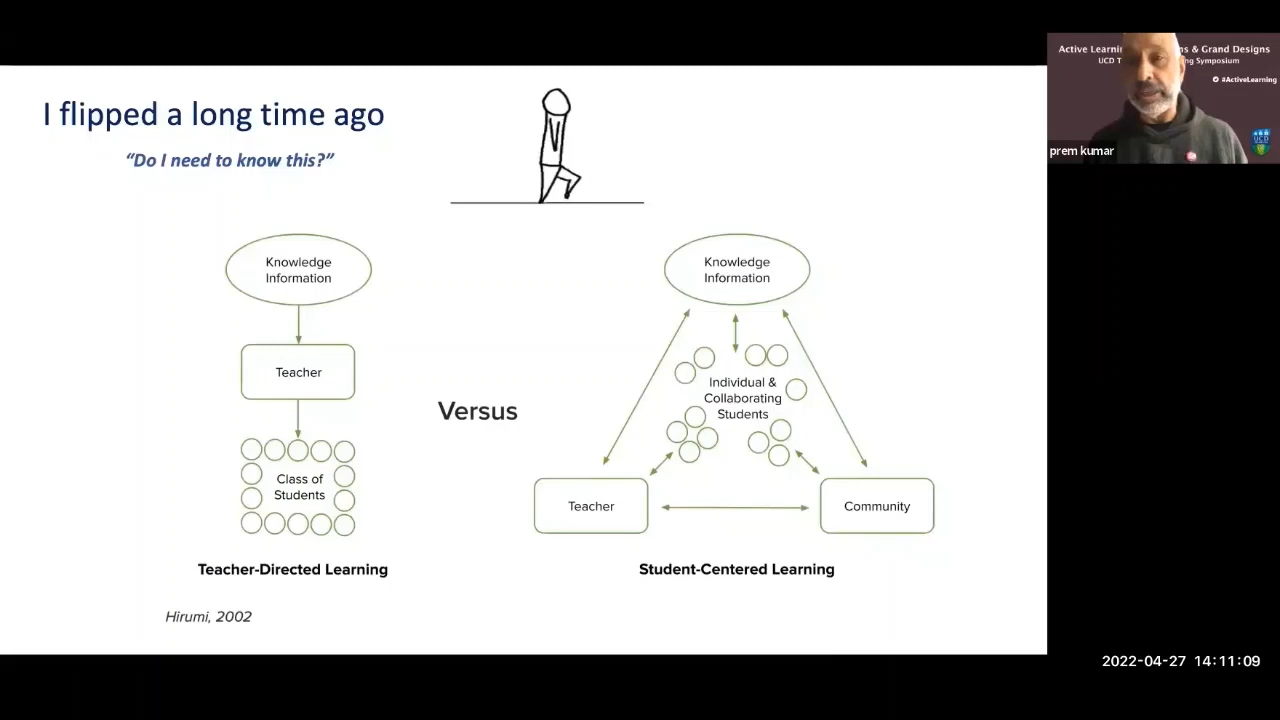 I flipped a long time ago
“Do I need to know this?”
Knowledge
Information
Teacher
Class of
Students
Teacher-Directed Learning
Hirumi, 2002
Versus
Knowledge
Information
Individual &
Collaborating
Students
Teacher
Community
Student-Centered Learning
Active Learni
s & Grand Designs
UCD T
ng Symposium
#ActiveLearning
UCD
prem kumar
2022-04-27 14:11:09